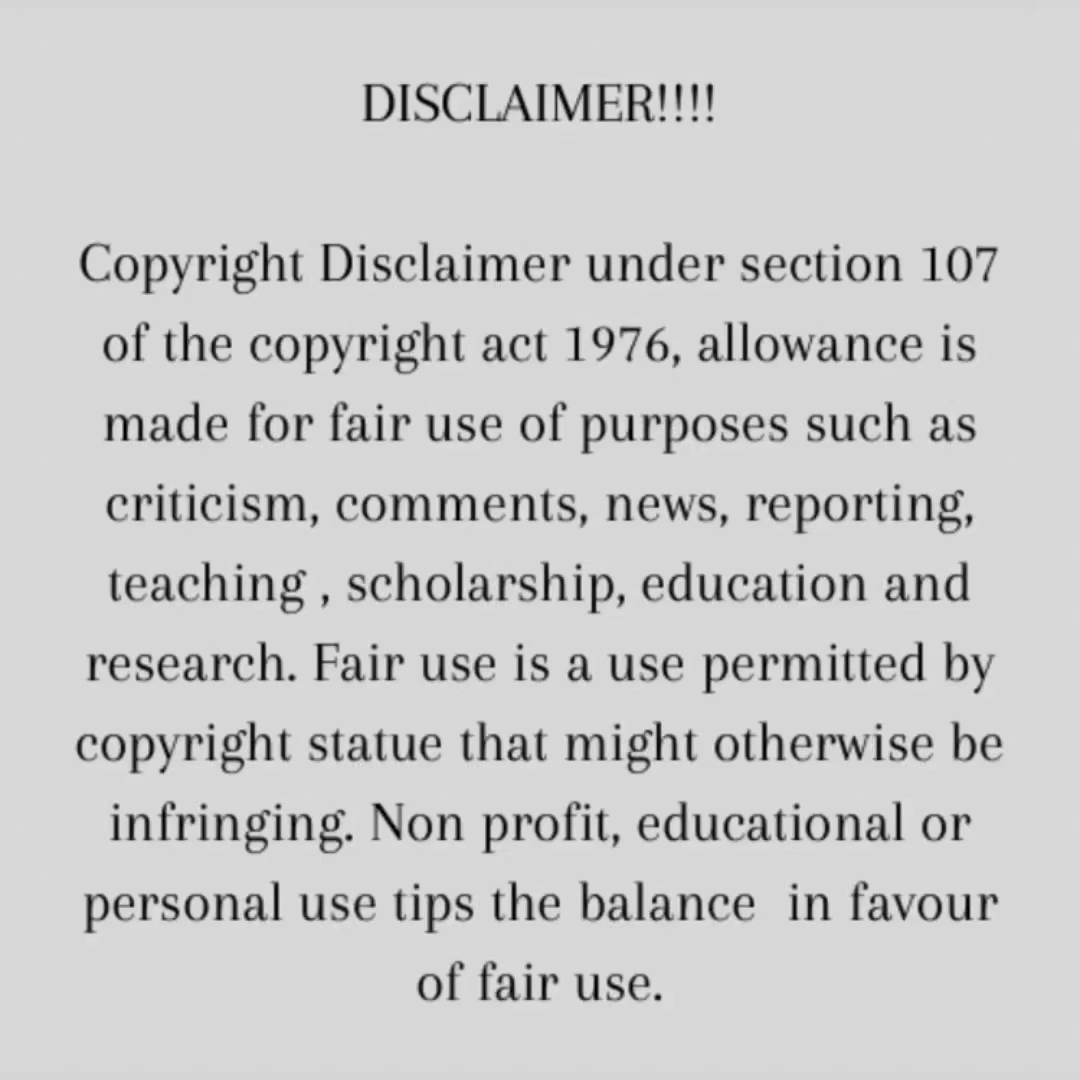 DISCLAIMER!!!!
Copyright Disclaimer under section 107
of the copyright act 1976, allowance is
made for fair use of purposes such as
criticism, comments, news, reporting,
teaching , scholarship, education and
research. Fair use is a use permitted by
copyright statue that might otherwise be
infringing. Non profit, educational or
personal use tips the balance  in favour
of fair use.